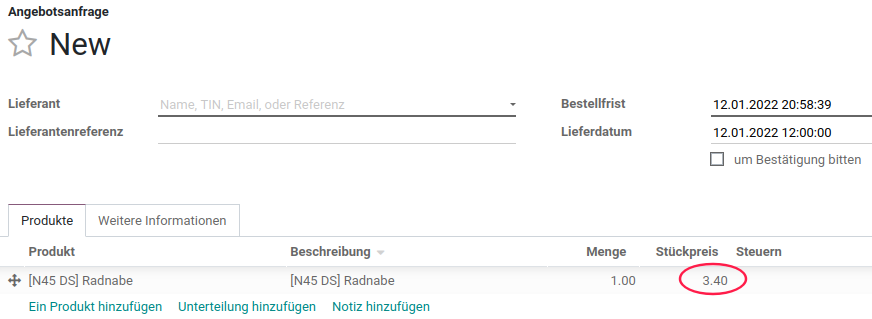 Angebotsanfrage
New
Lieferant Name, TIN, Email, oder Referenz Bestellfrist 12.01.2022 20:58:39
Lieferantenreferenz Lieferdatum 12.01.2022 12:00:00
um Bestätigung bitten
Produkte Weitere Informationen
Produkt Beschreibung Menge Stückpreis Steuern
[N45 DS] Radnabe [N45 DS] Radnabe 1.00 3.40
Ein Produkt hinzufügen Unterteilung hinzufügen Notiz hinzufügen